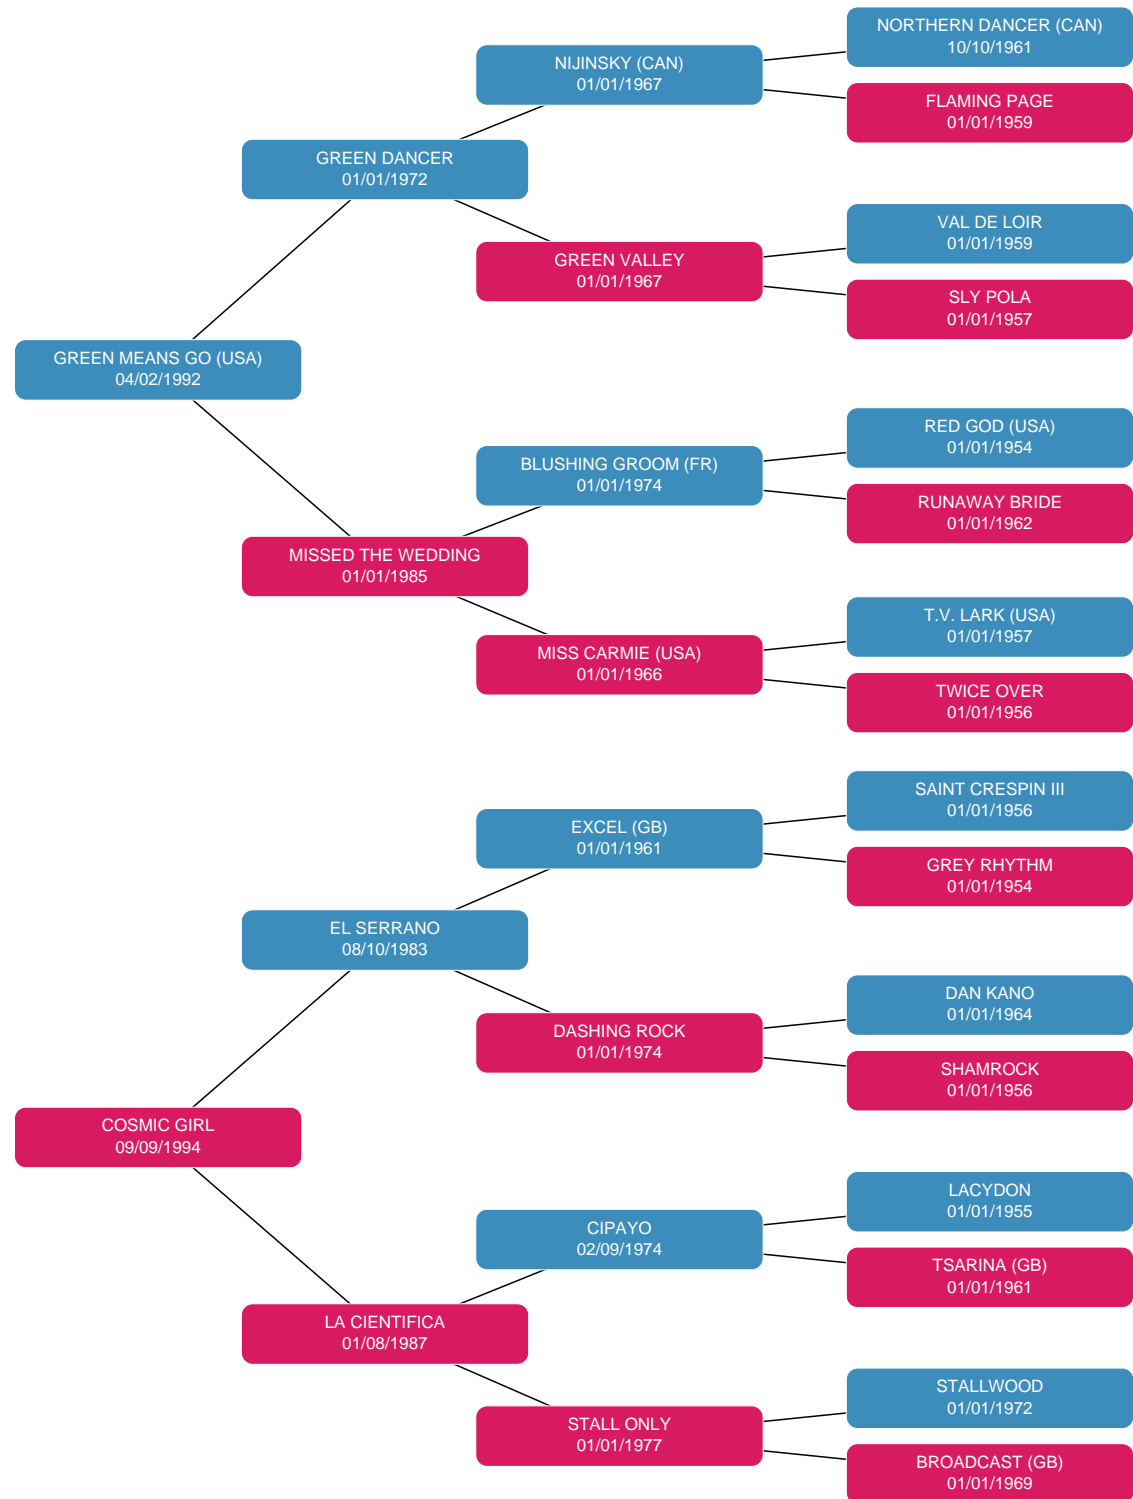 NORTHERN DANCER (CAN)
10/10/1961
NIJINSKY (CAN)
01/01/1967
FLAMING PAGE
01/01/1959
GREEN DANCER
01/01/1972
VAL DE LOIR
01/01/1959
GREEN VALLEY
01/01/1967
SLY POLA
01/01/1957
GREEN MEANS GO (USA)
04/02/1992
RED GOD (USA)
01/01/1954
BLUSHING GROOM (FR)
01/01/1974
RUNAWAY BRIDE
01/01/1962
MISSED THE WEDDING
01/01/1985
T.V. LARK (USA)
01/01/1957
MISS CARMIE (USA)
01/01/1966
TWICE OVER
01/01/1956
SAINT CRESPIN III
01/01/1956
EXCEL (GB)
01/01/1961
GREY RHYTHM
01/01/1954
EL SERRANO
08/10/1983
DAN KANO
01/01/1964
DASHING ROCK
01/01/1974
SHAMROCK
01/01/1956
COSMIC GIRL
09/09/1994
LACYDON
01/01/1955
CIPAYO
02/09/1974
TSARINA (GB)
01/01/1961
LA CIENTIFICA
01/08/1987
STALLWOOD
01/01/1972
STALL ONLY
01/01/1977
BROADCAST (GB)
01/01/1969